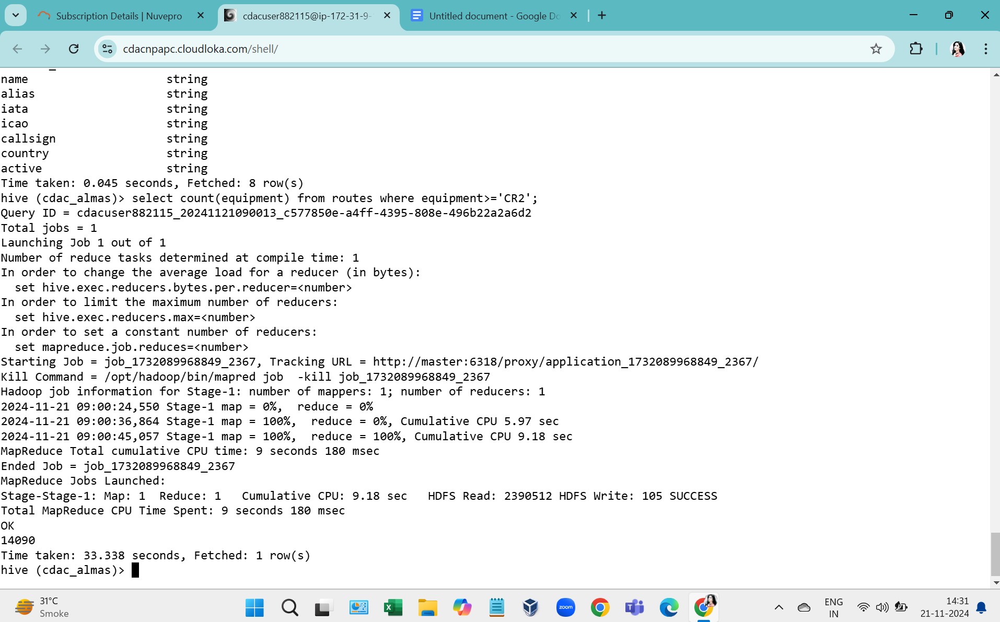 Subscription Details | Nuvepro
cdacuser882115@ip-172-31-9-
Untitled document - Google Do
cdacnpapc.cloudloka.com/shell/
name                    string
alias                   string
iata                    string
icao                    string
callsign                string
country                 string
active                  string
Time taken: 0.045 seconds, Fetched: 8 row(s)
hive (cdac_almas)> select count(equipment) from routes where equipment>='CR2';
Query ID = cdacuser882115_20241121090013_c577850e-a4ff-4395-808e-496b22a2a6d2
Total jobs = 1
Launching Job 1 out of 1
Number of reduce tasks determined at compile time: 1
In order to change the average load for a reducer (in bytes):
  set hive.exec.reducers.bytes.per.reducer=<number>
In order to limit the maximum number of reducers:
  set hive.exec.reducers.max=<number>
In order to set a constant number of reducers:
  set mapreduce.job.reduces=<number>
Starting Job = job_1732089968849_2367, Tracking URL = http://master:6318/proxy/application_1732089968849_2367/
Kill Command = /opt/hadoop/bin/mapred job  -kill job_1732089968849_2367
Hadoop job information for Stage-1: number of mappers: 1; number of reducers: 1
2024-11-21 09:00:24,550 Stage-1 map = 0%,  reduce = 0%
2024-11-21 09:00:36,864 Stage-1 map = 100%,  reduce = 0%, Cumulative CPU 5.97 sec
2024-11-21 09:00:45,057 Stage-1 map = 100%,  reduce = 100%, Cumulative CPU 9.18 sec
MapReduce Total cumulative CPU time: 9 seconds 180 msec
Ended Job = job_1732089968849_2367
MapReduce Jobs Launched:
Stage-Stage-1: Map: 1  Reduce: 1   Cumulative CPU: 9.18 sec   HDFS Read: 2390512 HDFS Write: 105 SUCCESS
Total MapReduce CPU Time Spent: 9 seconds 180 msec
OK
14090
Time taken: 33.338 seconds, Fetched: 1 row(s)
hive (cdac_almas)>
31°C
Smoke
zoom
ENG
IN
14:31
21-11-2024